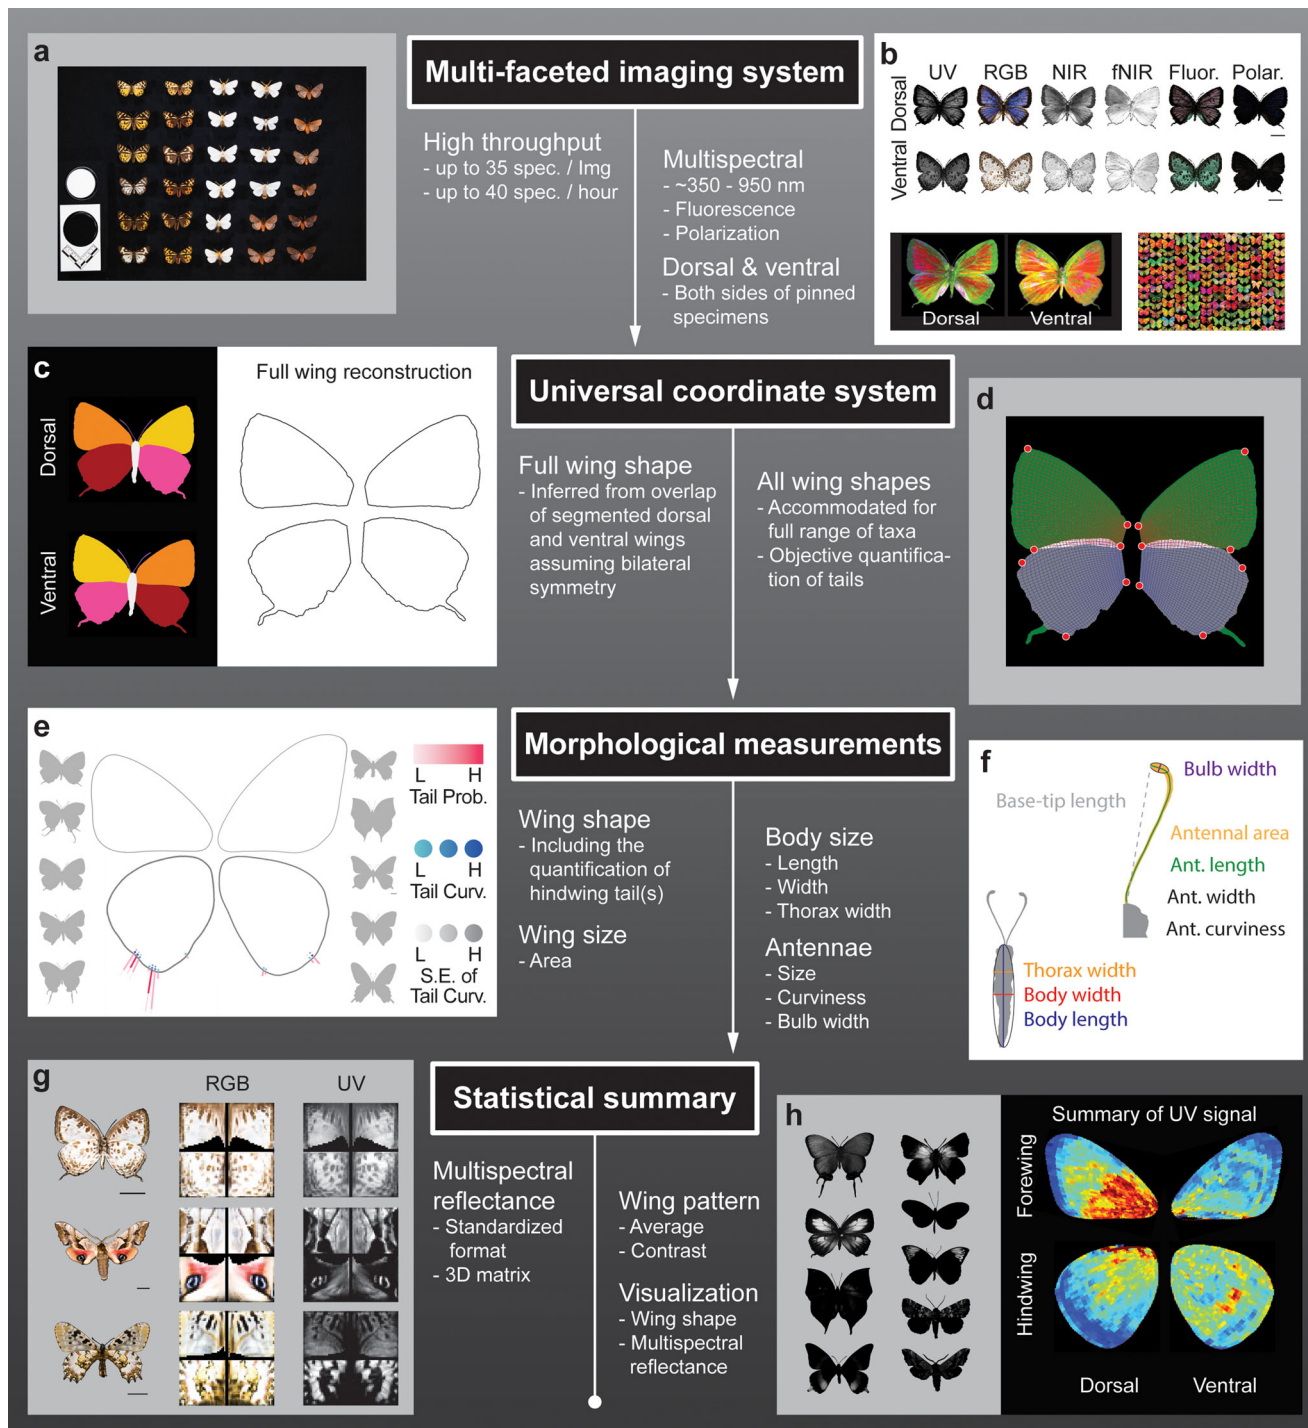 a
Multi-faceted imaging system
High throughput
- up to 35 spec. / Img
- up to 40 spec. / hour
Multispectral
- ~350 - 950 nm
- Fluorescence
- Polarization
Dorsal & ventral
- Both sides of pinned
specimens
b
UV RGB NIR fNIR Fluor. Polar.
Dorsal
Ventral
Dorsal Ventral
c
Full wing reconstruction
Dorsal
Ventral
Universal coordinate system
Full wing shape
- Inferred from overlap
of segmented dorsal
and ventral wings
assuming bilateral
symmetry
All wing shapes
- Accommodated for
full range of taxa
- Objective quantifica-
tion of tails
d
e
L H
Tail Prob.
L H
Tail Curv.
L H
S.E. of
Tail Curv.
Morphological measurements
Wing shape
- Including the
quantification of
hindwing tail(s)
Wing size
- Area
Body size
- Length
- Width
- Thorax width
Antennae
- Size
- Curviness
- Bulb width
f
Bulb width
Base-tip length
Antennal area
Ant. length
Ant. width
Ant. curviness
Thorax width
Body width
Body length
g
RGB UV
Statistical summary
Multispectral
reflectance
- Standardized
format
- 3D matrix
Wing pattern
- Average
- Contrast
Visualization
- Wing shape
- Multispectral
reflectance
h
Summary of UV signal
Forewing
Hindwing
Dorsal Ventral